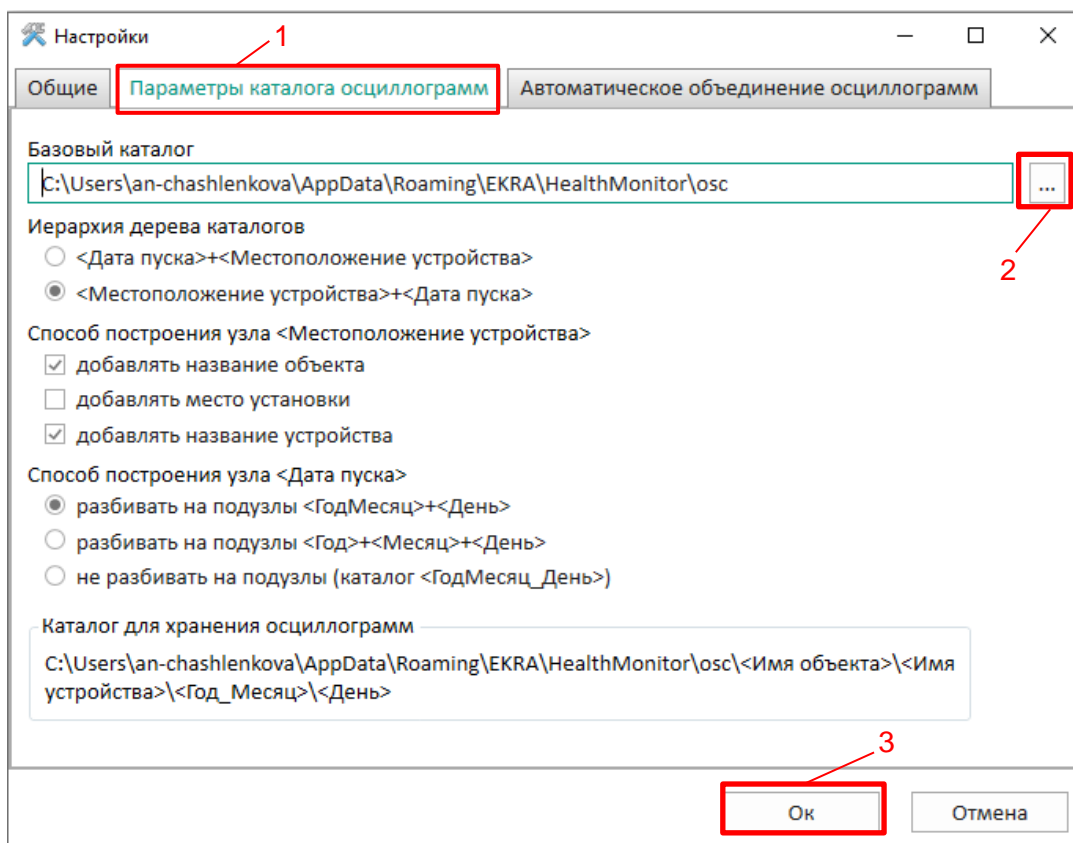 Настройки
1
Общие
Параметры каталога осциллограмм
Автоматическое объединение осциллограмм
Базовый каталог
C:\Users\an-chashlenkova\AppData\Roaming\EKRA\HealthMonitor\osc
...
2
Иерархия дерева каталогов
<Дата пуска>+<Местоположение устройства>
<Местоположение устройства>+<Дата пуска>
Способ построения узла <Местоположение устройства>
добавлять название объекта
добавлять место установки
добавлять название устройства
Способ построения узла <Дата пуска>
разбивать на подузлы <ГодМесяц>+<День>
разбивать на подузлы <Год>+<Месяц>+<День>
не разбивать на подузлы (каталог <ГодМесяц_День>)
Каталог для хранения осциллограмм
C:\Users\an-chashlenkova\AppData\Roaming\EKRA\HealthMonitor\osc\<Имя объекта>\<Имя
устройства>\<Год_Месяц>\<День>
3
Ок
Отмена